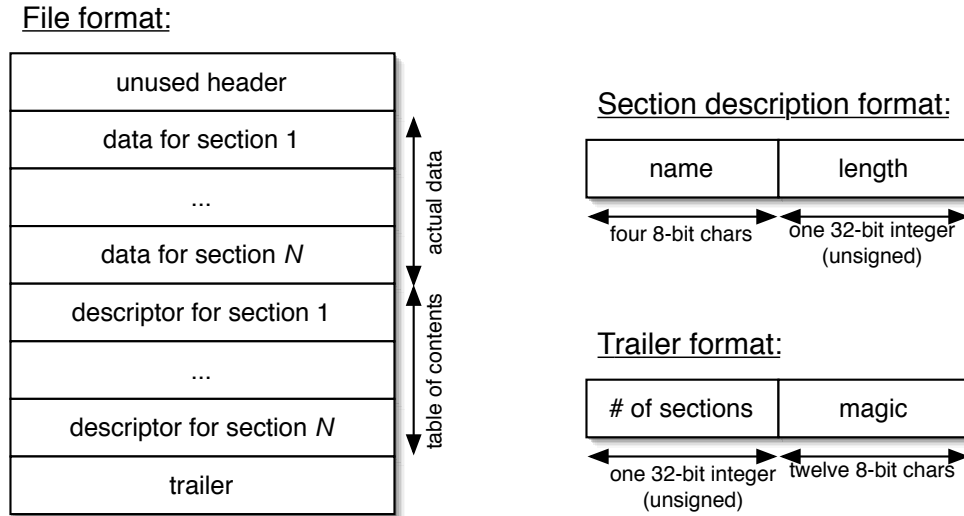 File format:
unused header
data for section 1
...
data for section N
descriptor for section 1
...
descriptor for section N
trailer
actual data
table of contents
Section description format:
name
length
four 8-bit chars
one 32-bit integer
(unsigned)
Trailer format:
# of sections
magic
one 32-bit integer
(unsigned)
twelve 8-bit chars